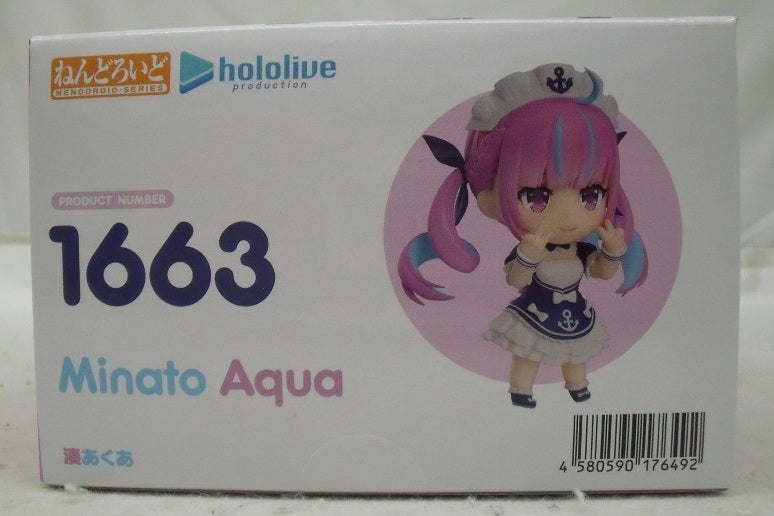 ねんどろいど
NENDOROID-SERIES
hololive
production
PRODUCT NUMBER
1663
Minato Aqua
湊あくあ
4 580590 176492